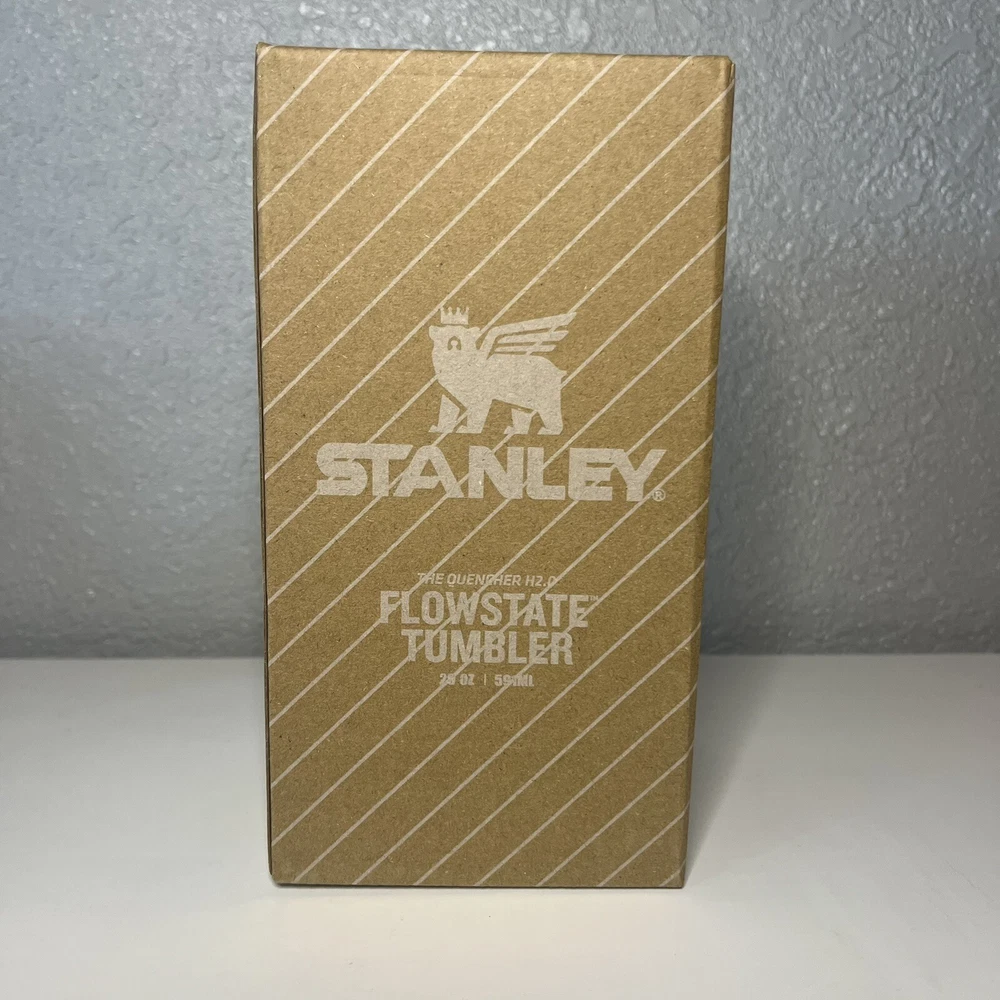 STANLEY®
THE QUENCHER H2.0
FLOWSTATE™
TUMBLER
20 OZ | 591ML